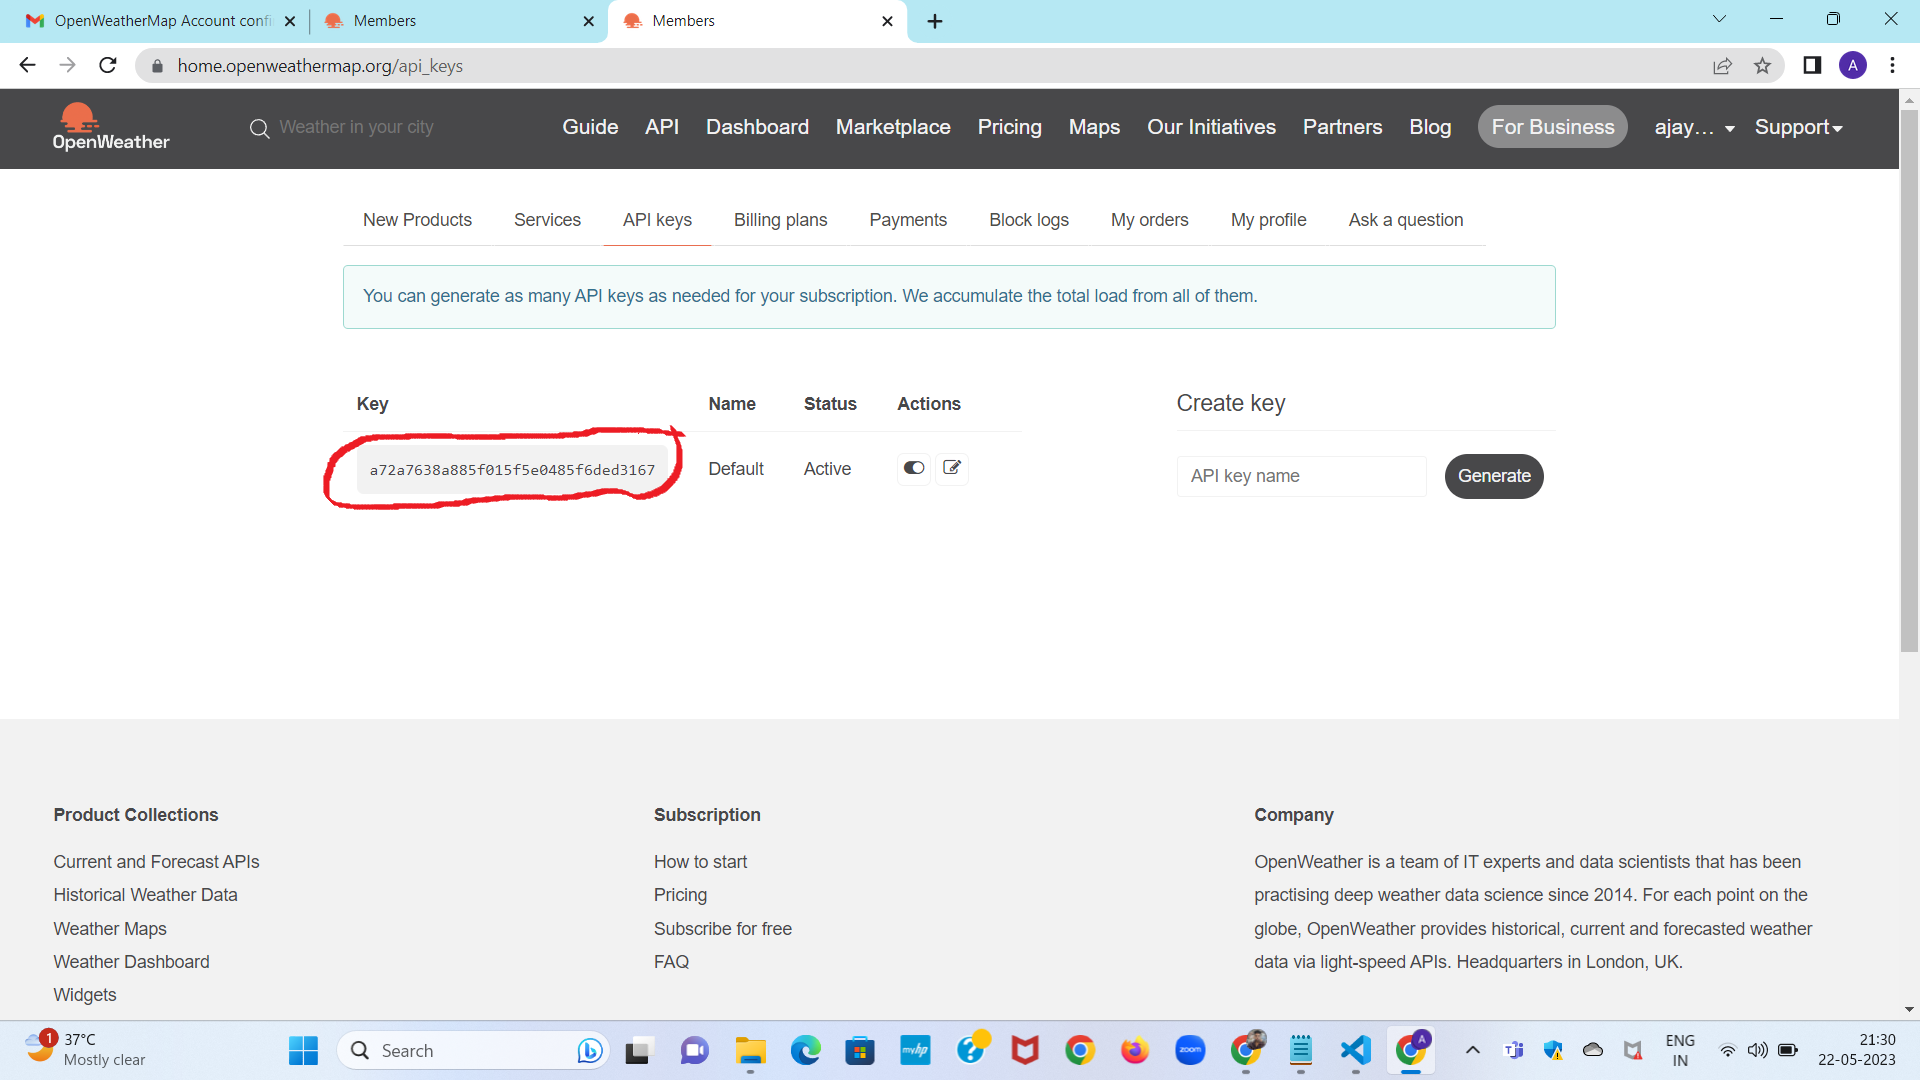 OpenWeatherMap Account confi
Members
Members
home.openweathermap.org/api_keys
A
OpenWeather
Weather in your city
Guide API Dashboard Marketplace Pricing Maps Our Initiatives Partners Blog For Business ajay... Support
New Products Services API keys Billing plans Payments Block logs My orders My profile Ask a question
You can generate as many API keys as needed for your subscription. We accumulate the total load from all of them.
Key Name Status Actions
Create key
a72a7638a885f015f5e0485f6ded3167 Default Active
API key name Generate
Product Collections
Current and Forecast APIs
Historical Weather Data
Weather Maps
Weather Dashboard
Widgets
Subscription
How to start
Pricing
Subscribe for free
FAQ
Company
OpenWeather is a team of IT experts and data scientists that has been
practising deep weather data science since 2014. For each point on the
globe, OpenWeather provides historical, current and forecasted weather
data via light-speed APIs. Headquarters in London, UK.
1
37°C
Mostly clear
Search
myhp
zoom
A
ENG
IN
21:30
22-05-2023